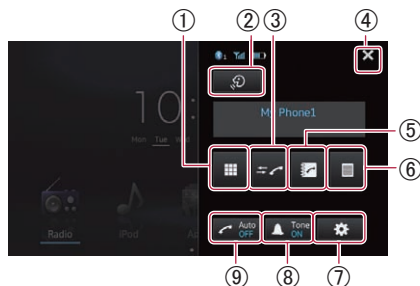 ① ② ③ ④
1
My Phone1
10:
Mon Tue Wed
⑤
⑥
Radio iPod
Auto OFF
Tone ON
⑨ ⑧ ⑦